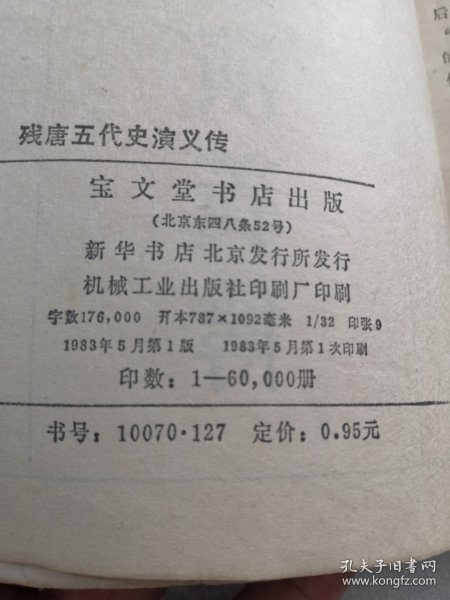 残唐五代史演义传
宝文堂书店出版
(北京东四八条52号)
新华书店北京发行所发行
机械工业出版社印刷厂印刷
字数176,000 开本787×1092毫米 1/32 印张9
1983年5月第1版 1983年5月第1次印刷
印数：1—60,000册
书号：10070·127 定价：0.95元
后
孔夫子旧书网
www.kongfz.com